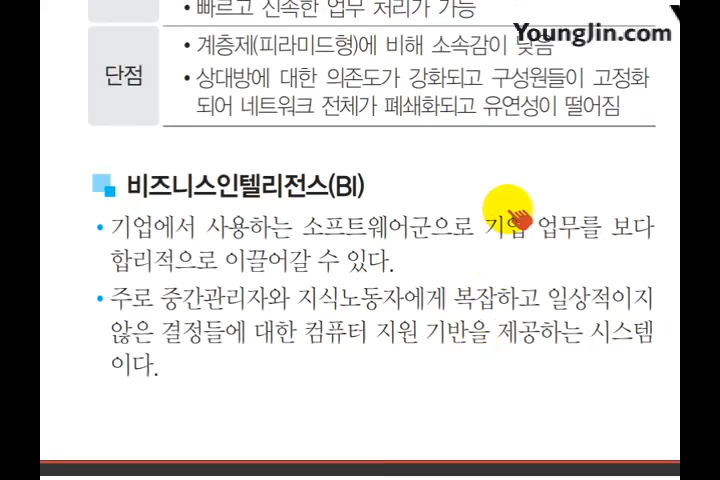 • 빠르고 신속한 업무 처리가 가능
YoungJin.com
단점
• 계층제(피라미드형)에 비해 소속감이 낮음
• 상대방에 대한 의존도가 강화되고 구성원들이 고정화
되어 네트워크 전체가 폐쇄화되고 유연성이 떨어짐
비즈니스인텔리전스(BI)
• 기업에서 사용하는 소프트웨어군으로 기업 업무를 보다
합리적으로 이끌어갈 수 있다.
• 주로 중간관리자와 지식노동자에게 복잡하고 일상적이지
않은 결정들에 대한 컴퓨터 지원 기반을 제공하는 시스템
이다.